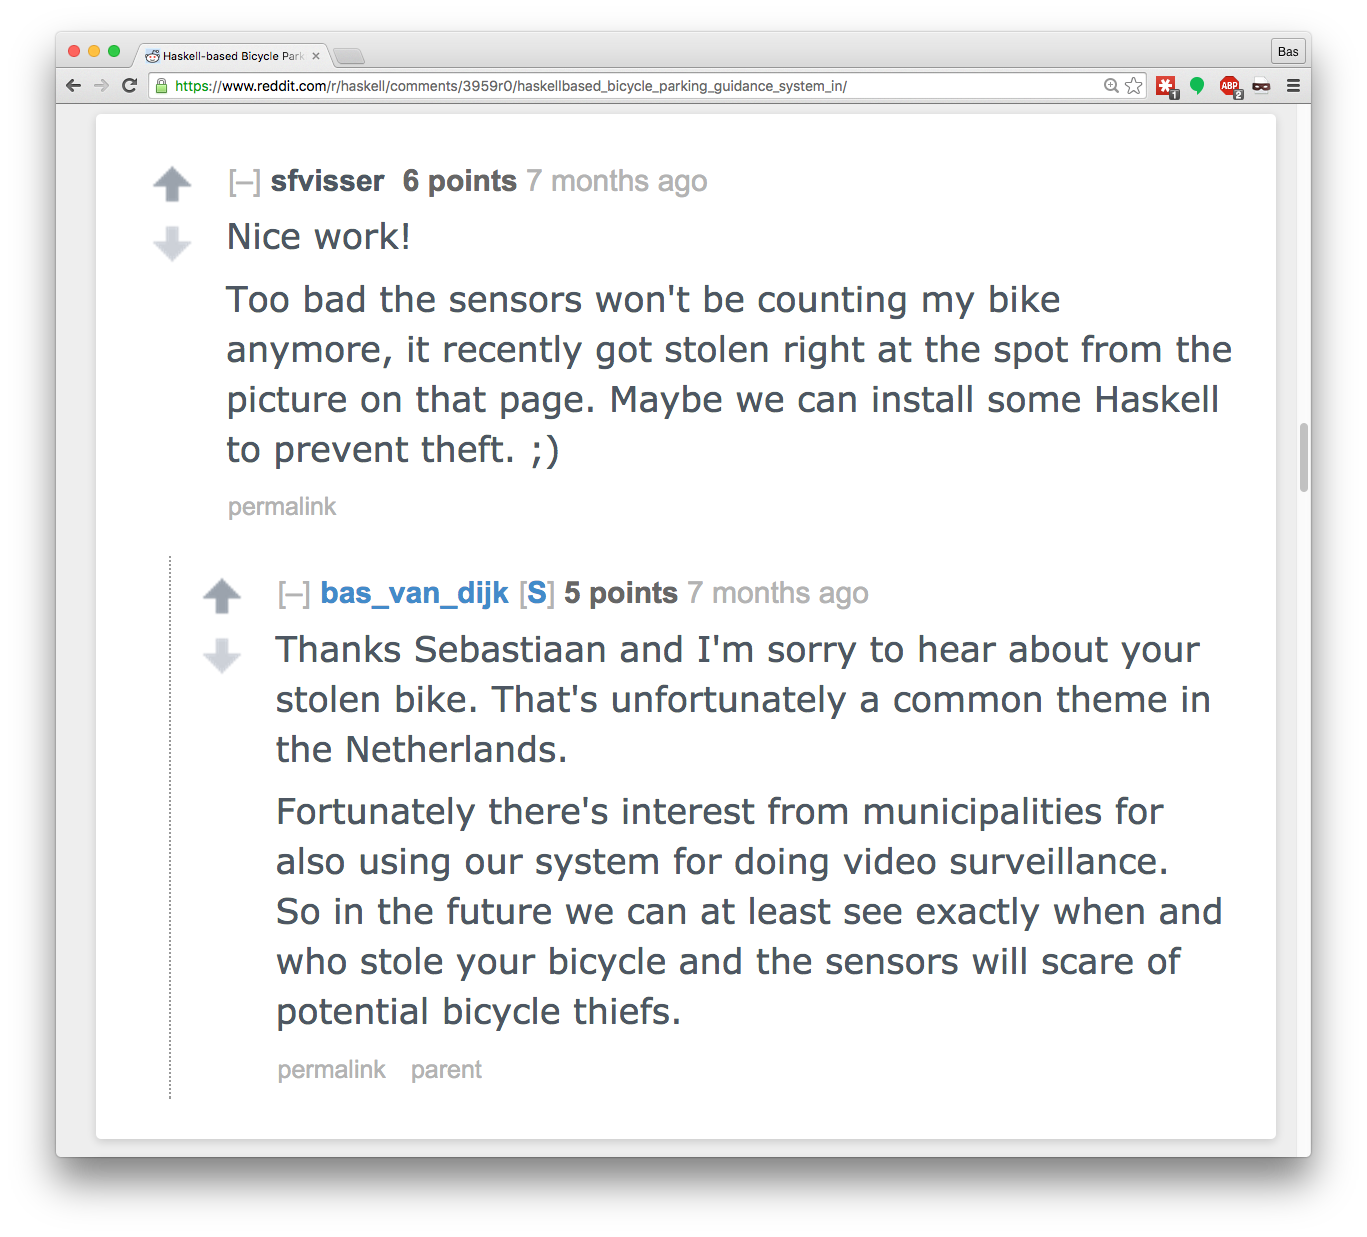 Haskell-based Bicycle Park
Bas
https://www.reddit.com/r/haskell/comments/3959r0/haskellbased_bicycle_parking_guidance_system_in/
1
ABP
2
[–] sfvisser 6 points 7 months ago
Nice work!
Too bad the sensors won't be counting my bike
anymore, it recently got stolen right at the spot from the
picture on that page. Maybe we can install some Haskell
to prevent theft. ;)
permalink
[–] bas_van_dijk [S] 5 points 7 months ago
Thanks Sebastiaan and I'm sorry to hear about your
stolen bike. That's unfortunately a common theme in
the Netherlands.
Fortunately there's interest from municipalities for
also using our system for doing video surveillance.
So in the future we can at least see exactly when and
who stole your bicycle and the sensors will scare of
potential bicycle thiefs.
permalink parent